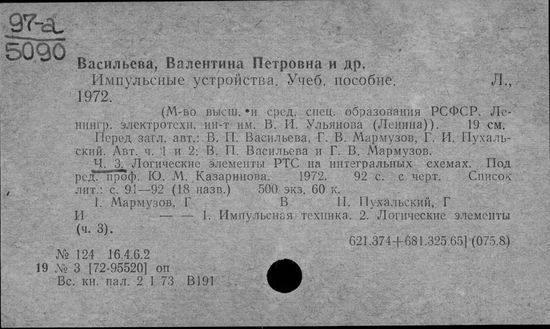 97-а
5090
Васильева, Валентина Петровна и др.
Импульсные устройства. Учеб. пособие. Л.,
1972.
(М-во высш. и сред. спец. образования РСФСР. Ле-
нингр. электротехн. ин-т им. В. И. Ульянова (Ленина)). 19 см.
Перед загл. авт.: В. П. Васильева, Г. В. Мармузов, Г. И. Пухаль-
ский. Авт. ч. 1 и 2: В. П. Васильева и Г. В. Мармузов.
Ч. 3. Логические элементы РТС на интегральных схемах. Под
ред. проф. Ю. М. Казаринова. 1972. 92 с. с черт. Список
лит.: с. 91—92 (18 назв.) 500 экз. 60 к.
I. Мармузов, Г В II. Пухальский, Г
И — — 1. Импульсная техника. 2. Логические элементы
(ч. 3).
621.374+681.325.65] (075.8)
№ 124 16.4.6.2
19 № 3 [72-95520] оп
Вс. кн. пал. 2 1 73 В191